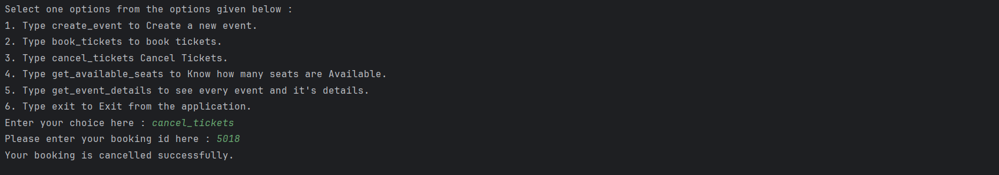 Select one options from the options given below :
1. Type create_event to Create a new event.
2. Type book_tickets to book tickets.
3. Type cancel_tickets Cancel Tickets.
4. Type get_available_seats to Know how many seats are Available.
5. Type get_event_details to see every event and it's details.
6. Type exit to Exit from the application.
Enter your choice here : cancel_tickets
Please enter your booking id here : 5018
Your booking is cancelled successfully.